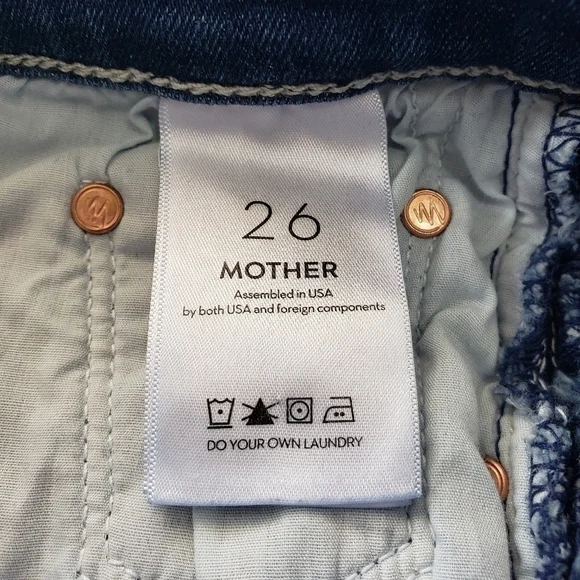 26
MOTHER
Assembled in USA
by both USA and foreign components
DO YOUR OWN LAUNDRY